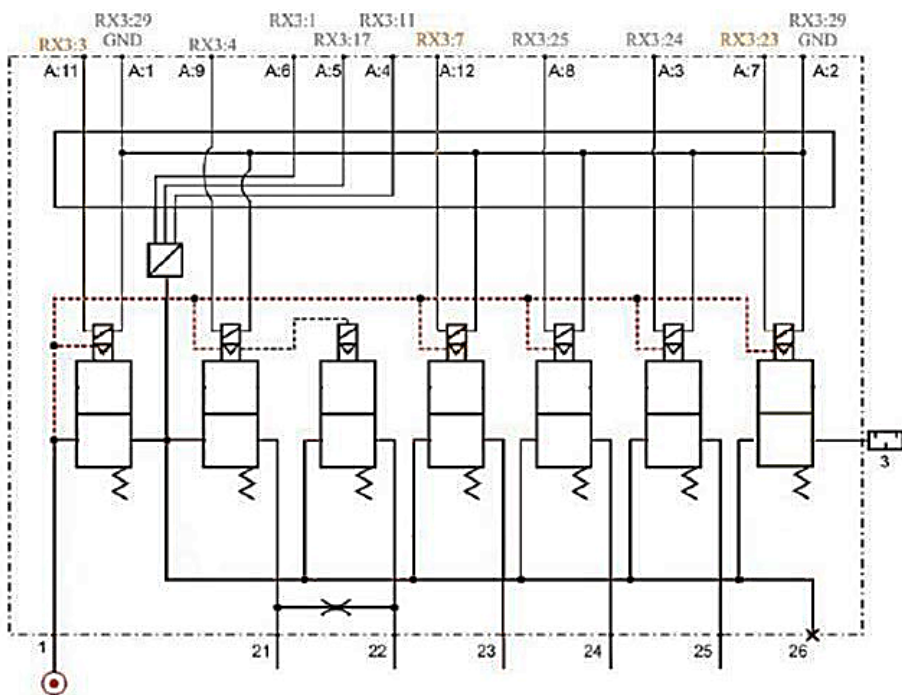 RX3:3
RX3:29
GND
RX3:4
RX3:1
RX3:17
RX3:11
RX3:7
RX3:25
RX3:24
RX3:23
RX3:29
GND
A:11
A:1
A:9
A:6
A:5
A:4
A:12
A:8
A:3
A:7
A:2
3
1
21
22
23
24
25
26